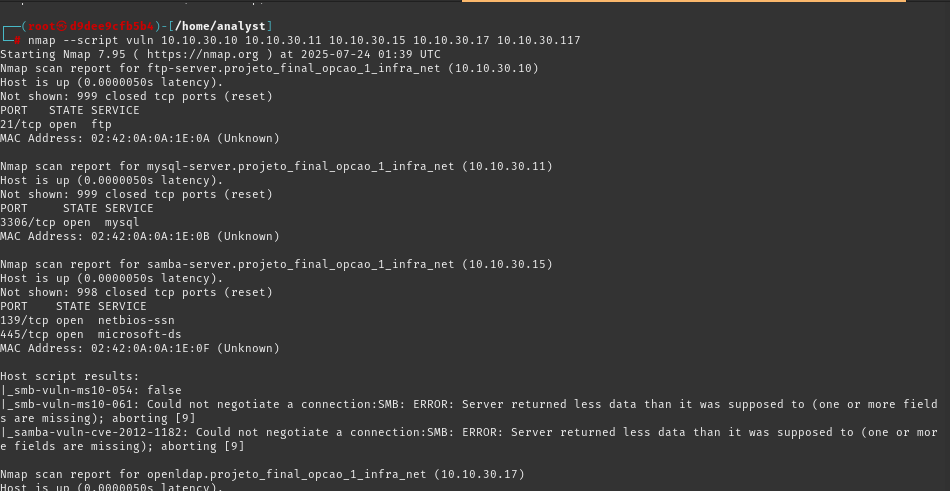 ┌──(root㉿d9dee9cfb5b4)-[/home/analyst]
└─# nmap --script vuln 10.10.30.10 10.10.30.11 10.10.30.15 10.10.30.17 10.10.30.117
Starting Nmap 7.95 ( https://nmap.org ) at 2025-07-24 01:39 UTC
Nmap scan report for ftp-server.projeto_final_opcao_1_infra_net (10.10.30.10)
Host is up (0.0000050s latency).
Not shown: 999 closed tcp ports (reset)
PORT   STATE SERVICE
21/tcp open  ftp
MAC Address: 02:42:0A:0A:1E:0A (Unknown)

Nmap scan report for mysql-server.projeto_final_opcao_1_infra_net (10.10.30.11)
Host is up (0.0000050s latency).
Not shown: 999 closed tcp ports (reset)
PORT     STATE SERVICE
3306/tcp open  mysql
MAC Address: 02:42:0A:0A:1E:0B (Unknown)

Nmap scan report for samba-server.projeto_final_opcao_1_infra_net (10.10.30.15)
Host is up (0.0000050s latency).
Not shown: 998 closed tcp ports (reset)
PORT    STATE SERVICE
139/tcp open  netbios-ssn
445/tcp open  microsoft-ds
MAC Address: 02:42:0A:0A:1E:0F (Unknown)

Host script results:
|_smb-vuln-ms10-054: false
|_smb-vuln-ms10-061: Could not negotiate a connection:SMB: ERROR: Server returned less data than it was supposed to (one or more field
s are missing); aborting [9]
|_samba-vuln-cve-2012-1182: Could not negotiate a connection:SMB: ERROR: Server returned less data than it was supposed to (one or mor
e fields are missing); aborting [9]

Nmap scan report for openldap.projeto_final_opcao_1_infra_net (10.10.30.17)
Host is up (0.0000050s latency).